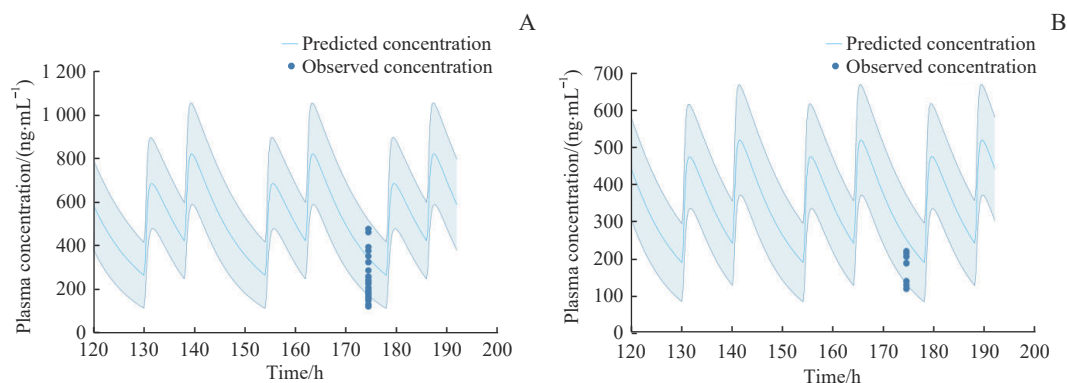 A
Predicted concentration
Observed concentration
Plasma concentration/(ng·mL⁻¹)
1 200
1 000
800
600
400
200
0
120 130 140 150 160 170 180 190 200
Time/h
B
Predicted concentration
Observed concentration
Plasma concentration/(ng·mL⁻¹)
700
600
500
400
300
200
100
0
120 130 140 150 160 170 180 190 200
Time/h